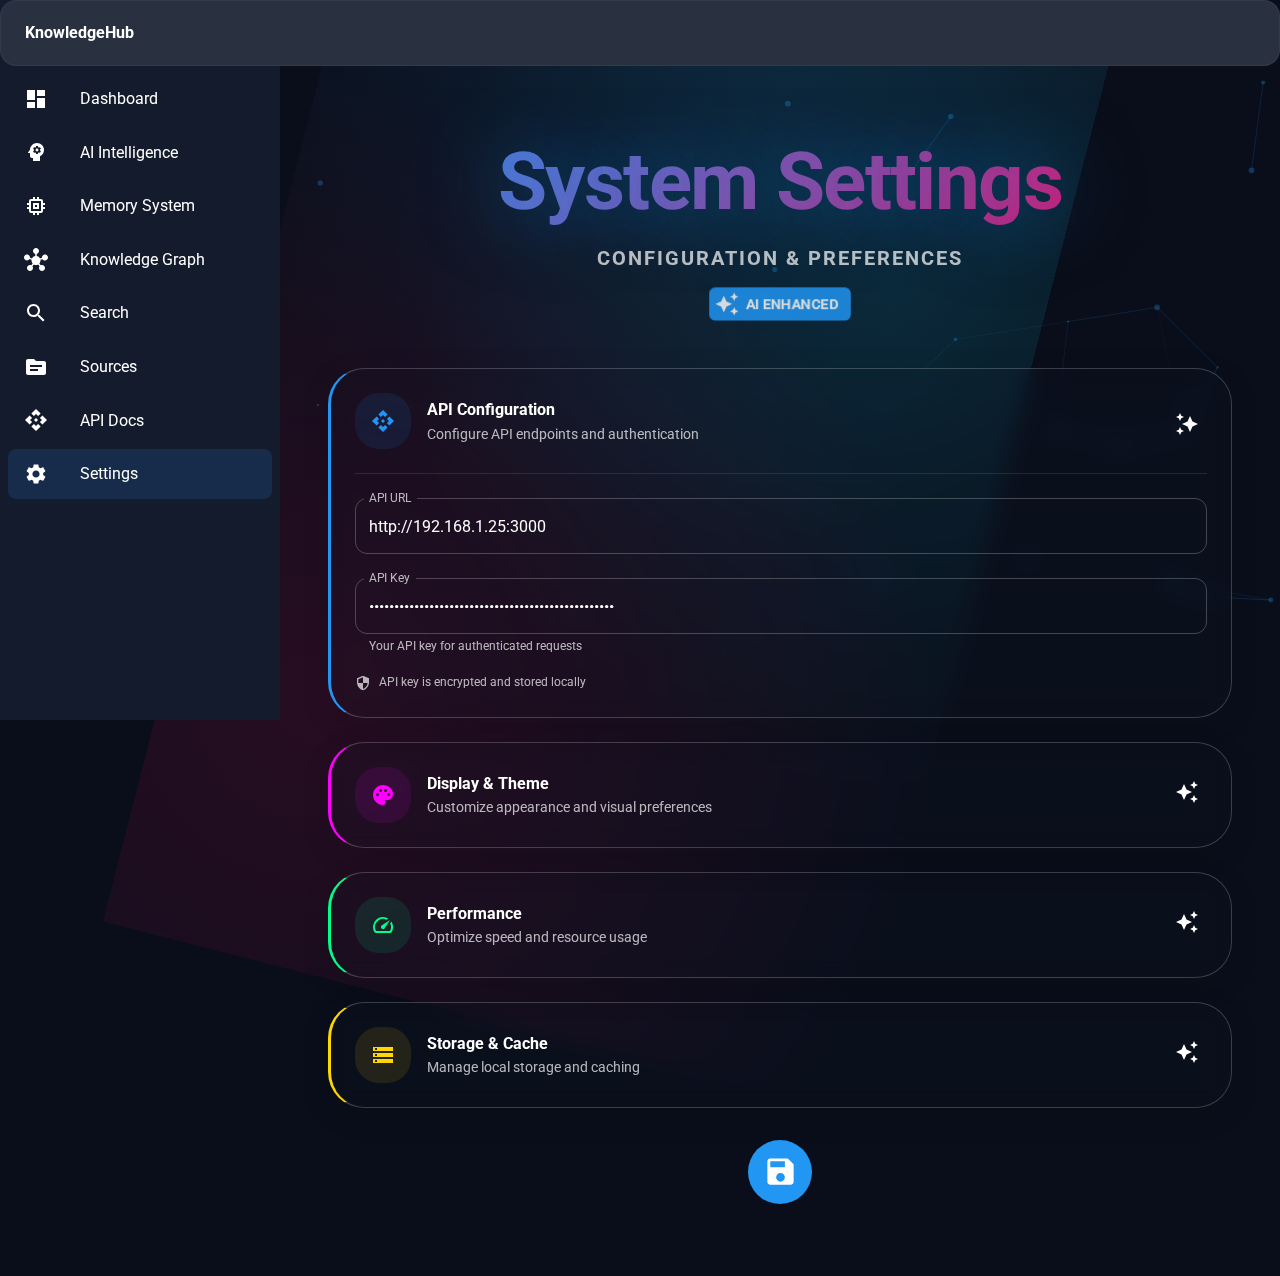 KnowledgeHub
Dashboard
AI Intelligence
Memory System
Knowledge Graph
Search
Sources
API Docs
Settings
System Settings
CONFIGURATION & PREFERENCES
AI ENHANCED
API Configuration
Configure API endpoints and authentication
API URL
http://192.168.1.25:3000
API Key
•••••••••••••••••••••••••••••••••••••••••••••••••
Your API key for authenticated requests
API key is encrypted and stored locally
Display & Theme
Customize appearance and visual preferences
Performance
Optimize speed and resource usage
Storage & Cache
Manage local storage and caching